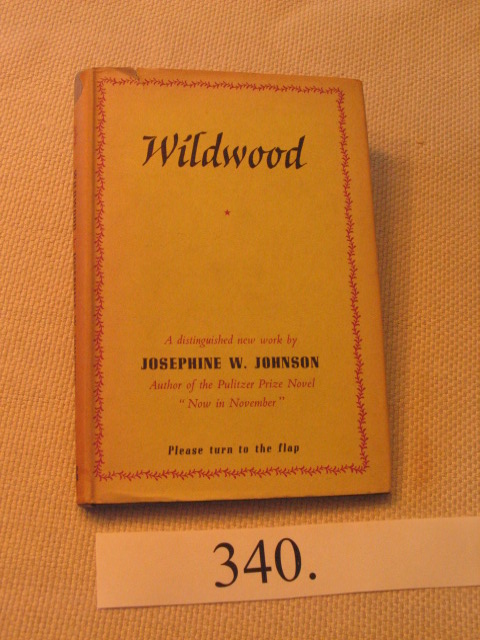 Wildwood
A distinguished new work by
JOSEPHINE W. JOHNSON
Author of the Pulitzer Prize Novel
"Now in November"
Please turn to the flap
340.